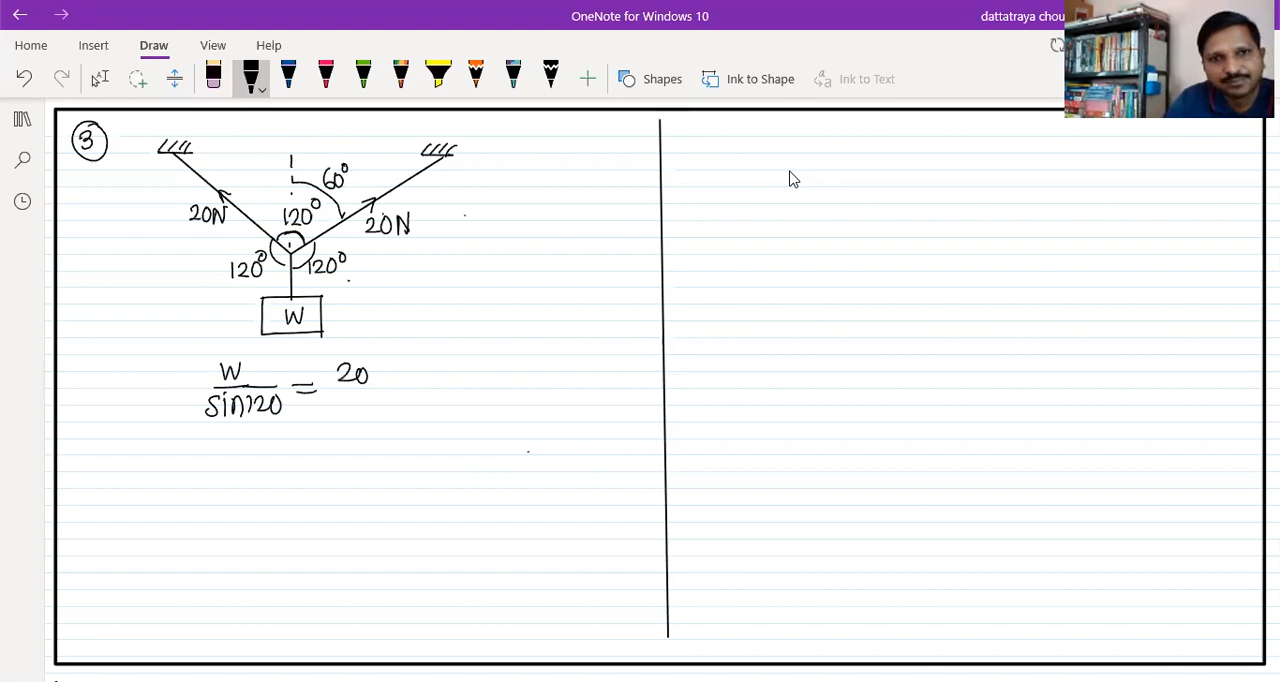 OneNote for Windows 10
dattatraya chou
Home Insert Draw View Help
Shapes Ink to Shape Ink to Text
3
60°
20N 120° 20N
120° 120°
W
W = 20
sin120